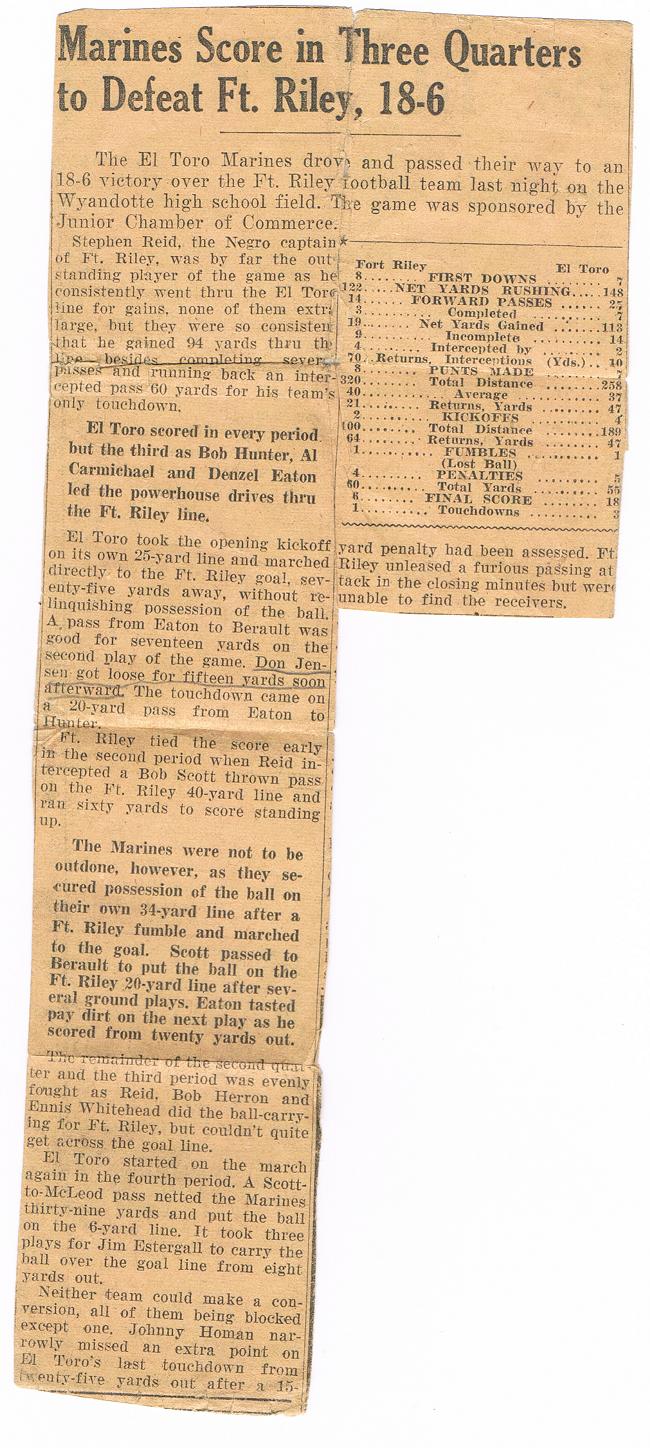 Marines Score in Three Quarters
to Defeat Ft. Riley, 18-6
The El Toro Marines drove and passed their way to an
18-6 victory over the Ft. Riley football team last night on the
Wyandotte high school field. The game was sponsored by the
Junior Chamber of Commerce.
Stephen Reid, the Negro captain
of Ft. Riley, was by far the out-
standing player of the game as he
consistently went thru the El Toro
line for gains, none of them extra
large, but they were so consistent
that he gained 94 yards thru the
line besides completing several
passes and running back an inter-
cepted pass 60 yards for his team's
only touchdown.
El Toro scored in every period
but the third as Bob Hunter, Al
Carmichael and Denzel Eaton
led the powerhouse drives thru
the Ft. Riley line.
El Toro took the opening kickoff
on its own 25-yard line and marched
directly to the Ft. Riley goal, sev-
enty-five yards away, without re-
linquishing possession of the ball.
A pass from Eaton to Berault was
good for seventeen yards on the
second play of the game. Don Jen-
sen got loose for fifteen yards soon
afterward. The touchdown came on
a 20-yard pass from Eaton to
Hunter.
Ft. Riley tied the score early
in the second period when Reid in-
tercepted a Bob Scott thrown pass
on the Ft. Riley 40-yard line and
ran sixty yards to score standing
up.
The Marines were not to be
outdone, however, as they se-
cured possession of the ball on
their own 34-yard line after a
Ft. Riley fumble and marched
to the goal. Scott passed to
Berault to put the ball on the
Ft. Riley 20-yard line after sev-
eral ground plays. Eaton tasted
pay dirt on the next play as he
scored from twenty yards out.
The remainder of the second quar-
ter and the third period was evenly
fought as Reid, Bob Herron and
Ennis Whitehead did the ball-carry-
ing for Ft. Riley, but couldn't quite
get across the goal line.
El Toro started on the march
again in the fourth period. A Scott-
to-McLeod pass netted the Marines
thirty-nine yards and put the ball
on the 6-yard line. It took three
plays for Jim Estergall to carry the
ball over the goal line from eight
yards out.
Neither team could make a con-
version, all of them being blocked
except one. Johnny Homan nar-
rowly missed an extra point on
El Toro's last touchdown from
twenty-five yards out after a 15-
Fort Riley El Toro
8.......... FIRST DOWNS .......... 7
122.....NET YARDS RUSHING.....148
14....... FORWARD PASSES ....... 27
3............ Completed ............ 7
19........ Net Yards Gained ........113
9............ Incomplete ............ 14
4.......... Intercepted by .......... 2
70..Returns, Interceptions (Yds.).. 10
8.......... PUNTS MADE .......... 7
320......... Total Distance ......... 258
40............ Average ............ 37
21......... Returns, Yards ......... 47
2............ KICKOFFS ............ 4
100......... Total Distance ......... 189
64......... Returns, Yards ......... 47
1............ FUMBLES ............ 1
(Lost Ball)
4............ PENALTIES ............ 5
60.......... Total Yards .......... 55
6.......... FINAL SCORE .......... 18
1............ Touchdowns ............ 3
yard penalty had been assessed. Ft.
Riley unleased a furious passing at-
tack in the closing minutes but were
unable to find the receivers.